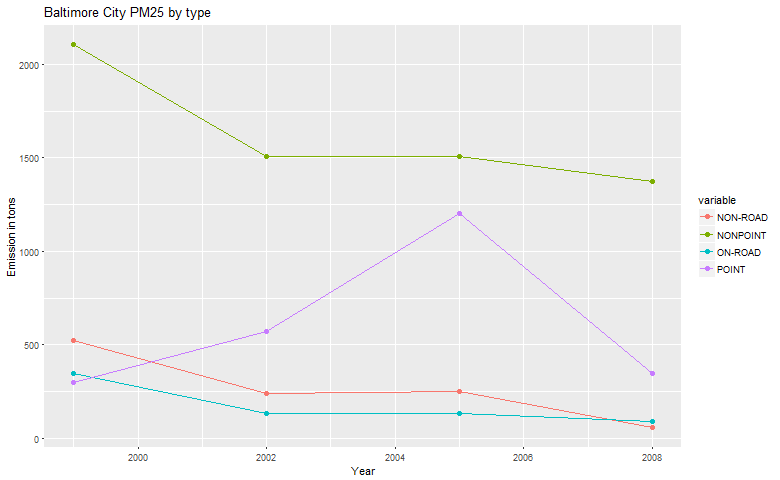 Baltimore City PM25 by type
2000
1500
1000
500
0
Emission in tons
2000 2002 2004 2006 2008
Year
variable
NON-ROAD
NONPOINT
ON-ROAD
POINT